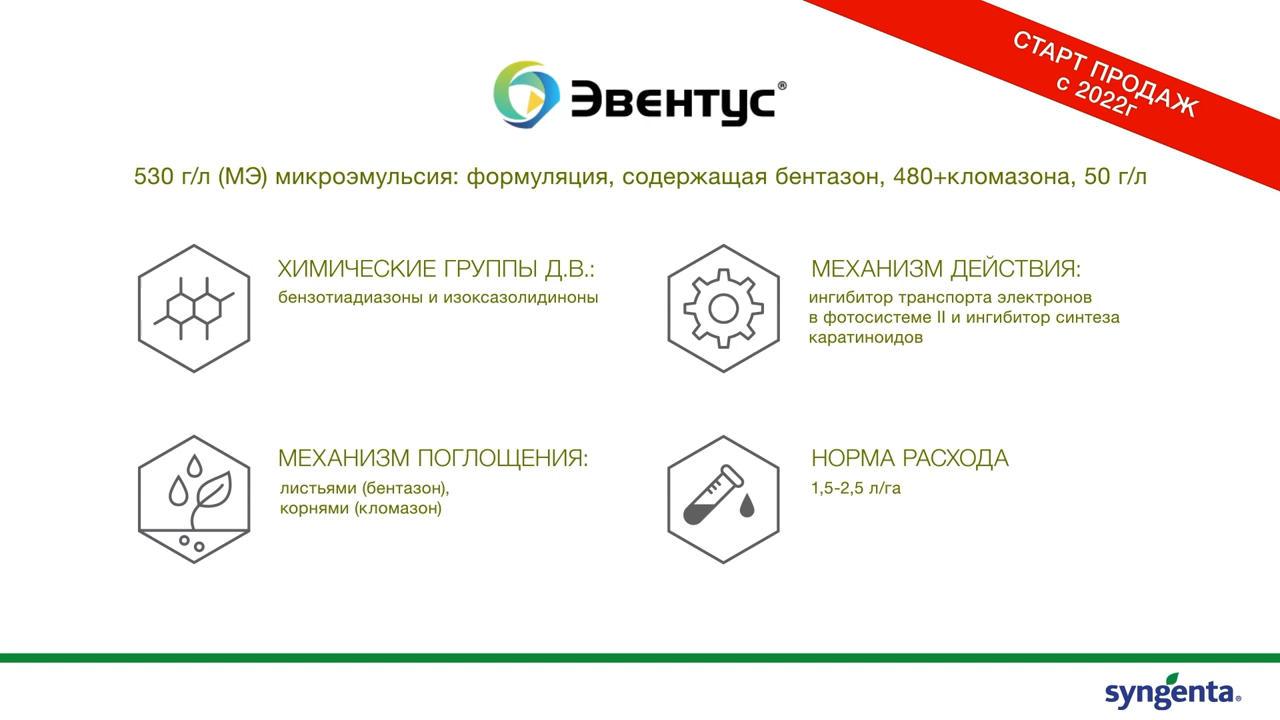 СТАРТ ПРОДАЖ
с 2022г
Эвентус®
530 г/л (МЭ) микроэмульсия: формуляция, содержащая бентазон, 480+кломазона, 50 г/л
ХИМИЧЕСКИЕ ГРУППЫ Д.В.:
бензотиадиазоны и изоксазолидиноны
МЕХАНИЗМ ДЕЙСТВИЯ:
ингибитор транспорта электронов
в фотосистеме II и ингибитор синтеза
каратиноидов
МЕХАНИЗМ ПОГЛОЩЕНИЯ:
листьями (бентазон),
корнями (кломазон)
НОРМА РАСХОДА
1,5-2,5 л/га
syngenta®